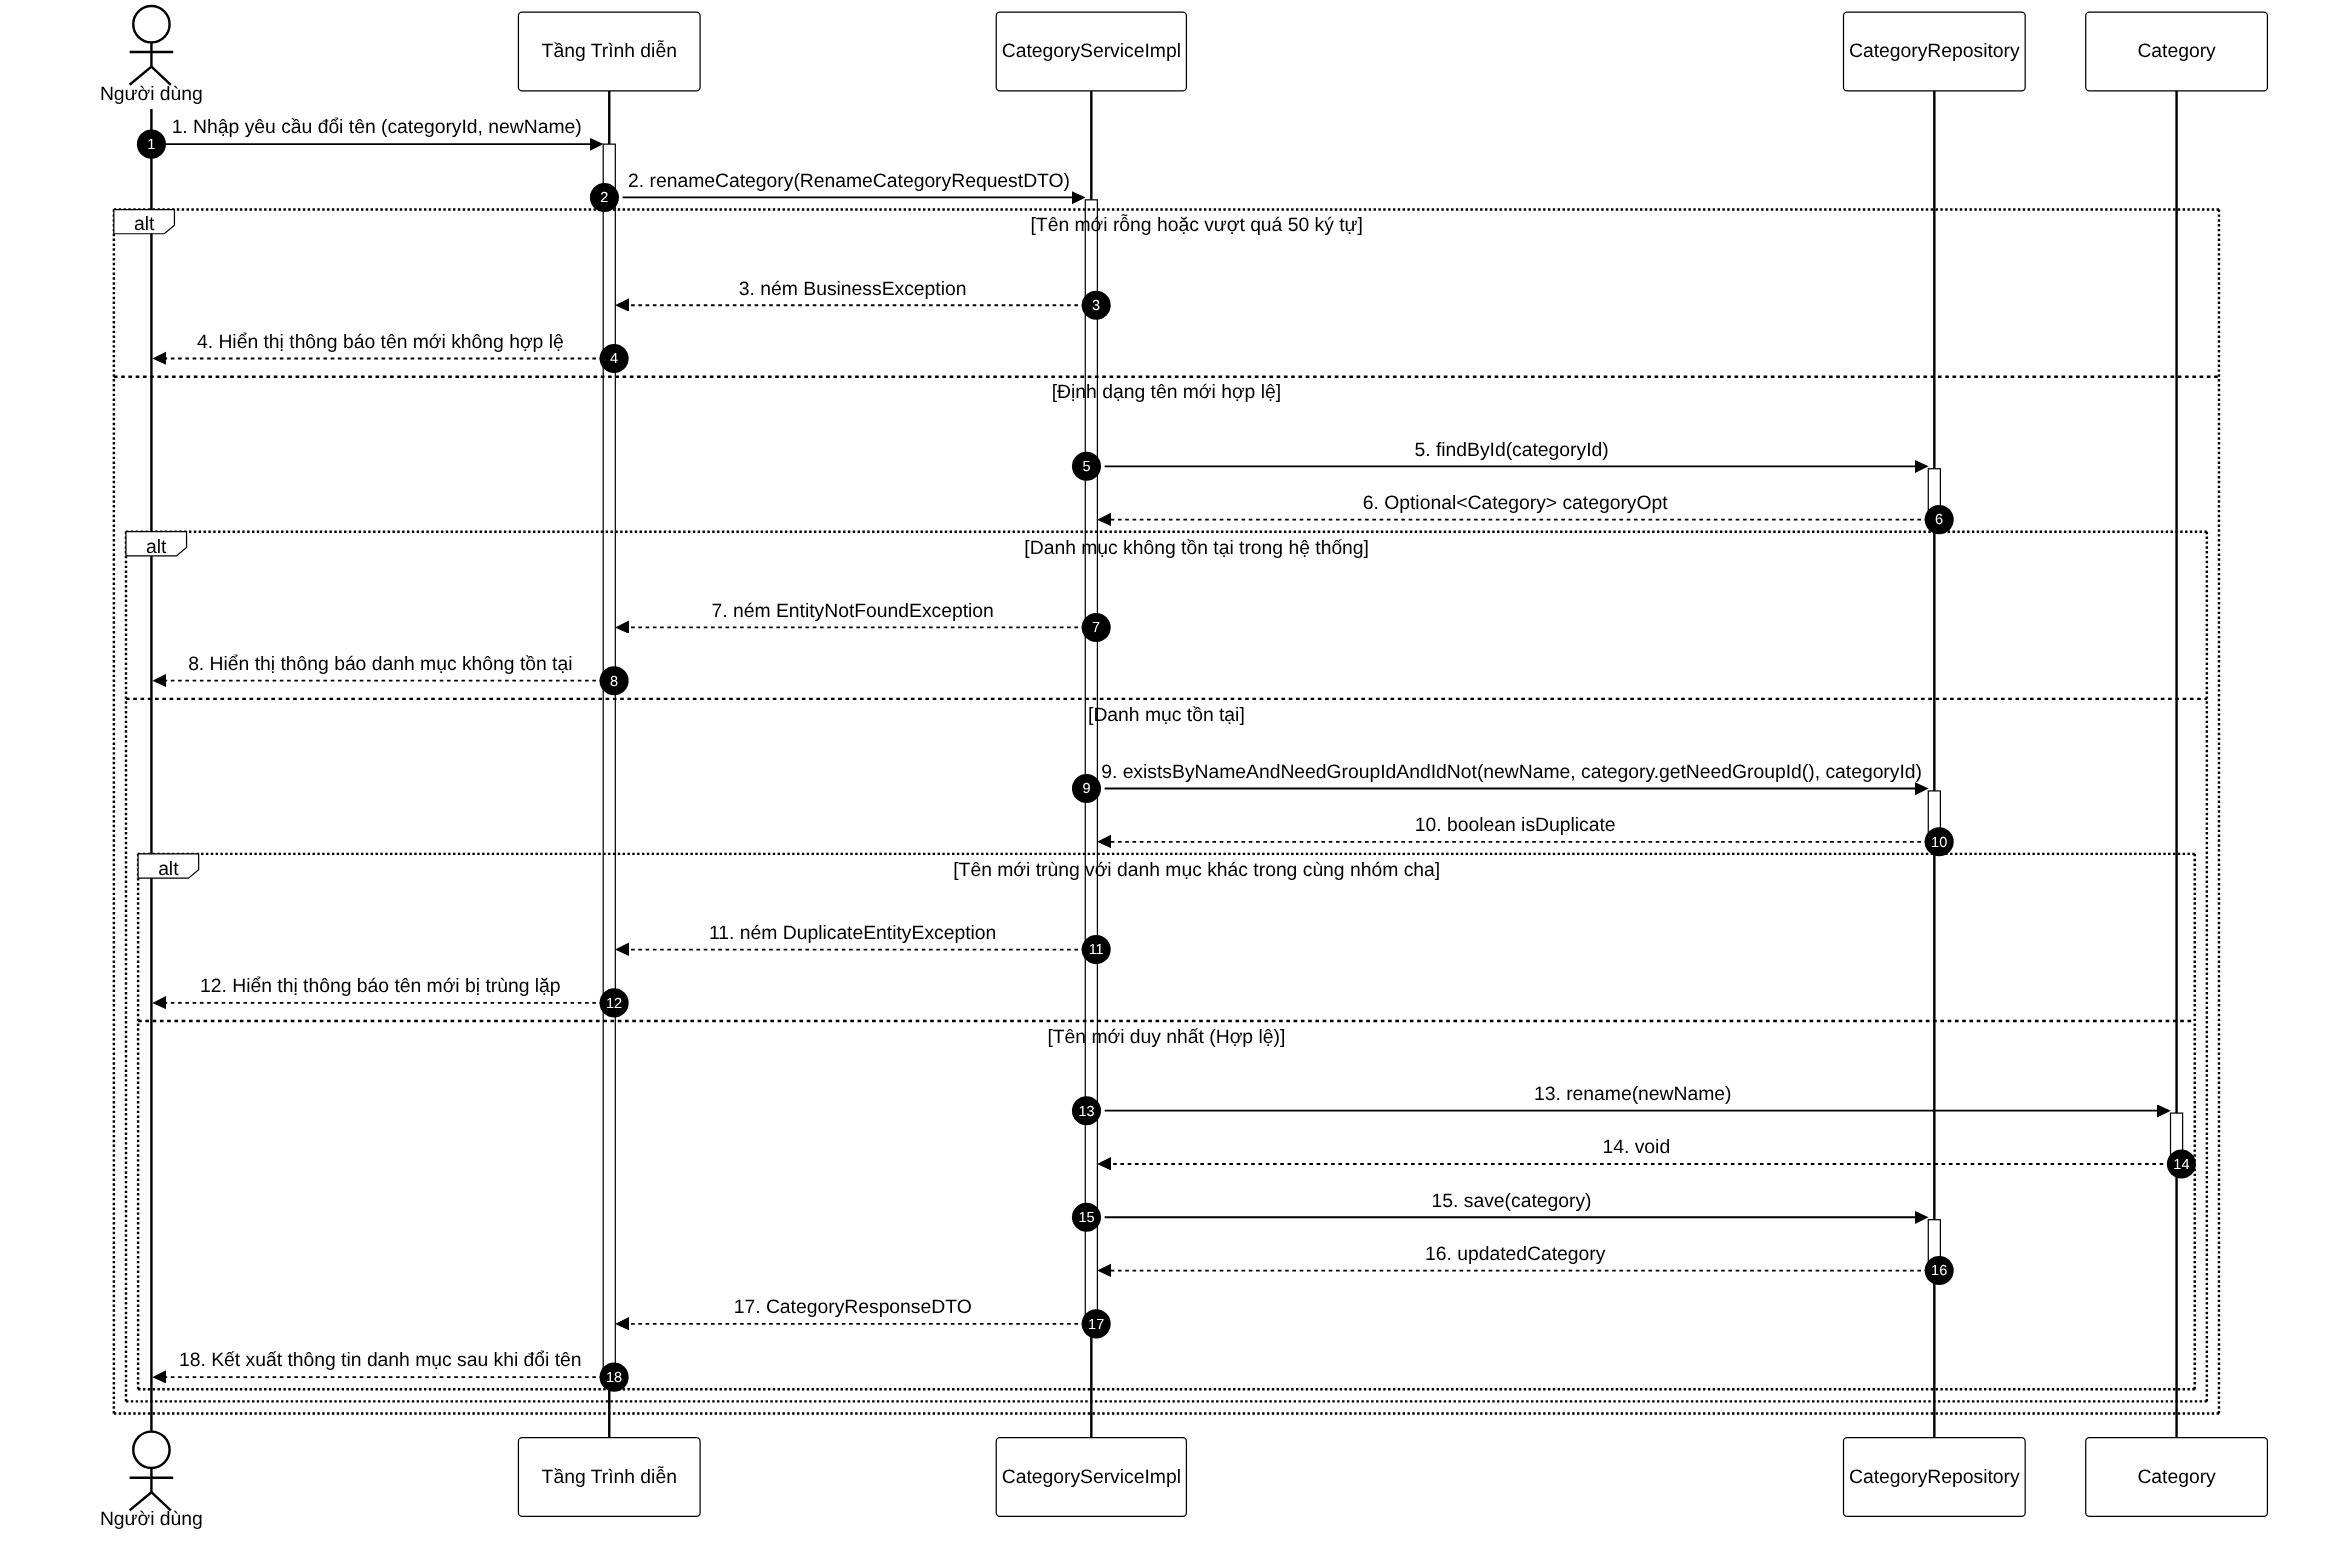 Người dùng
Tầng Trình diễn
CategoryServiceImpl
CategoryRepository
Category
1. Nhập yêu cầu đổi tên (categoryId, newName)
1
2. renameCategory(RenameCategoryRequestDTO)
2
alt
[Tên mới rỗng hoặc vượt quá 50 ký tự]
3. ném BusinessException
3
4. Hiển thị thông báo tên mới không hợp lệ
4
[Định dạng tên mới hợp lệ]
5. findById(categoryId)
5
6. Optional<Category> categoryOpt
6
alt
[Danh mục không tồn tại trong hệ thống]
7. ném EntityNotFoundException
7
8. Hiển thị thông báo danh mục không tồn tại
8
[Danh mục tồn tại]
9. existsByNameAndNeedGroupIdAndIdNot(newName, category.getNeedGroupId(), categoryId)
9
10. boolean isDuplicate
10
alt
[Tên mới trùng với danh mục khác trong cùng nhóm cha]
11. ném DuplicateEntityException
11
12. Hiển thị thông báo tên mới bị trùng lặp
12
[Tên mới duy nhất (Hợp lệ)]
13. rename(newName)
13
14. void
14
15. save(category)
15
16. updatedCategory
16
17. CategoryResponseDTO
17
18. Kết xuất thông tin danh mục sau khi đổi tên
18
Người dùng
Tầng Trình diễn
CategoryServiceImpl
CategoryRepository
Category